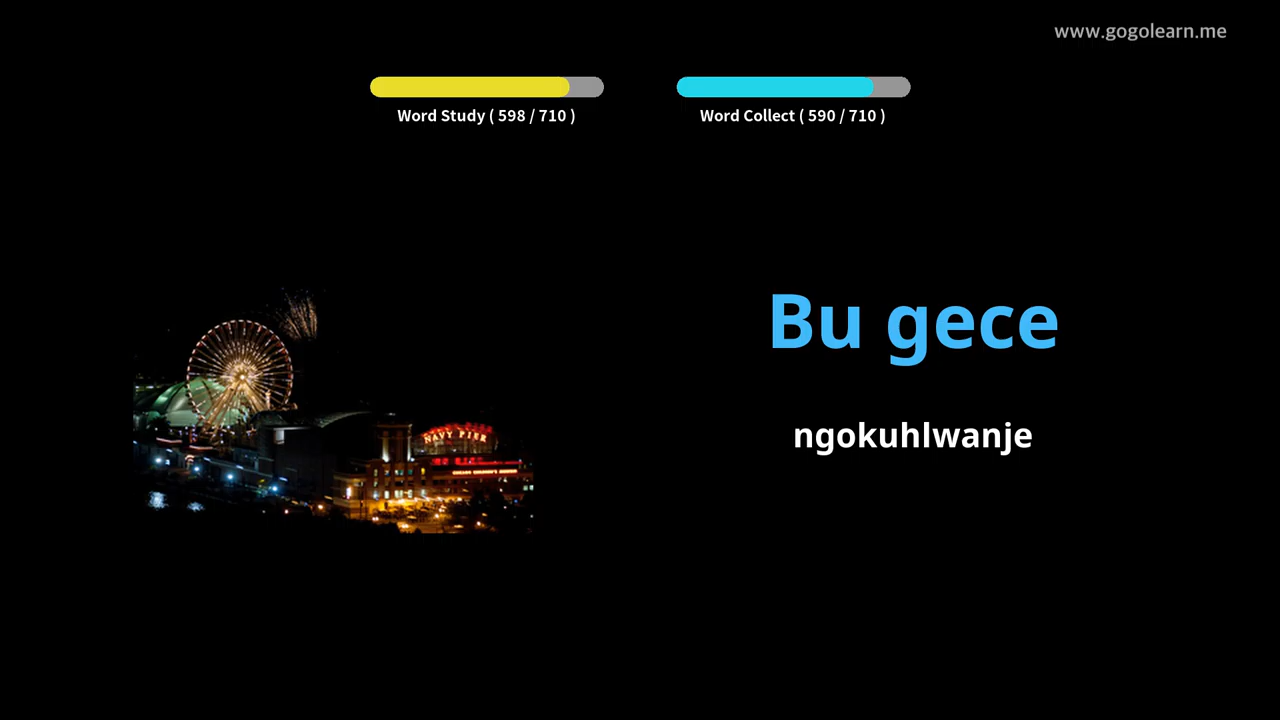 www.gogolearn.me
Word Study ( 598 / 710 )
Word Collect ( 590 / 710 )
Bu gece
ngokuhlwanje
NAVY PIER